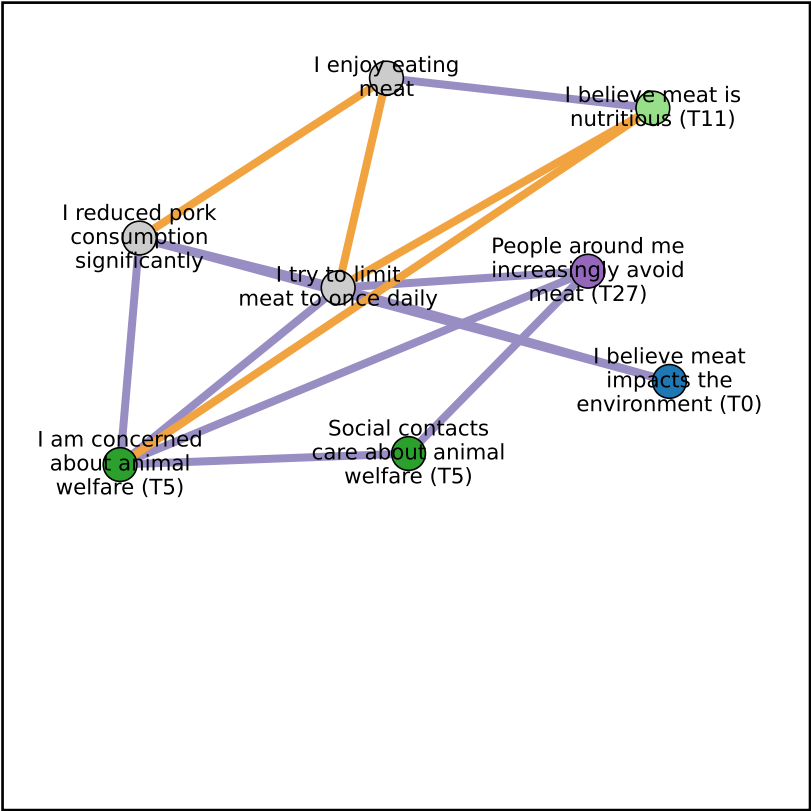 I enjoy eating
meat
I believe meat is
nutritious (T11)
I reduced pork
consumption
significantly
People around me
increasingly avoid
meat (T27)
I try to limit
meat to once daily
I believe meat
impacts the
environment (T0)
Social contacts
care about animal
welfare (T5)
I am concerned
about animal
welfare (T5)